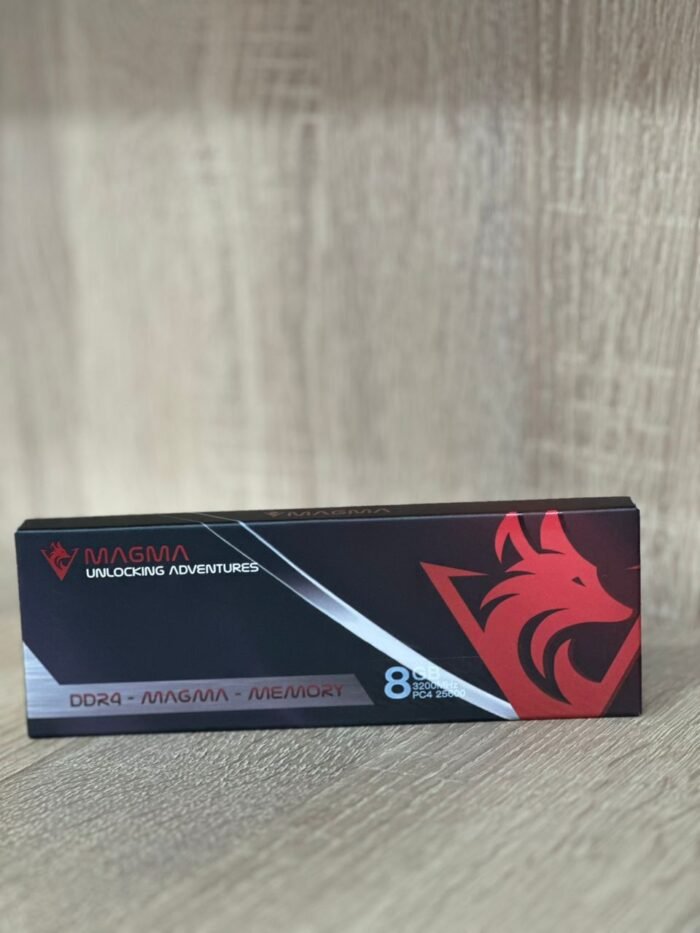 MAGMA
MAGMA
UNLOCKING ADVENTURES
DDR4 - MAGMA - MEMORY
8GB
3200MHz
PC4 25600